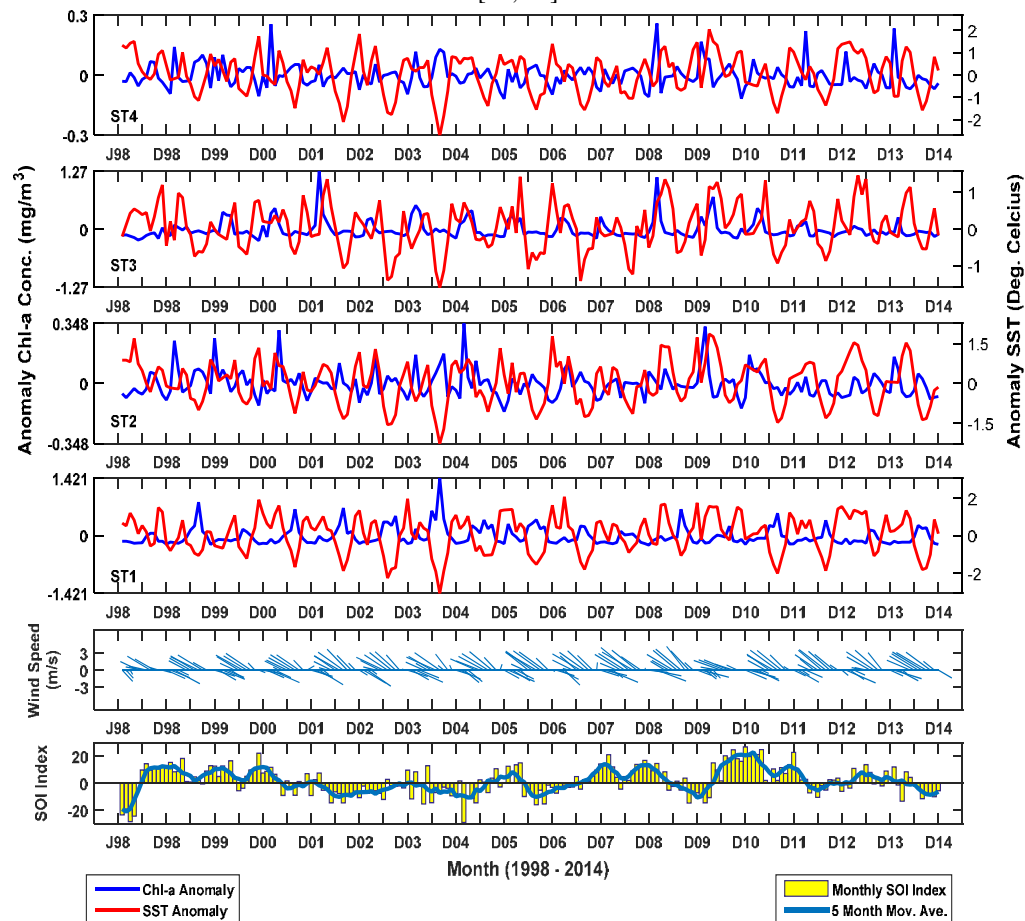 0.3
0
-0.3
ST4
2
1
0
-1
-2
J98 D98 D99 D00 D01 D02 D03 D04 D05 D06 D07 D08 D09 D10 D11 D12 D13 D14
1.27
0
-1.27
ST3
1
0
-1
J98 D98 D99 D00 D01 D02 D03 D04 D05 D06 D07 D08 D09 D10 D11 D12 D13 D14
0.348
0
-0.348
ST2
1.5
0
-1.5
J98 D98 D99 D00 D01 D02 D03 D04 D05 D06 D07 D08 D09 D10 D11 D12 D13 D14
1.421
0
-1.421
ST1
2
0
-2
J98 D98 D99 D00 D01 D02 D03 D04 D05 D06 D07 D08 D09 D10 D11 D12 D13 D14
Anomaly Chl-a Conc. (mg/m³)
Anomaly SST (Deg. Celcius)
Wind Speed
(m/s)
3
0
-3
3
0
-3
J98 D98 D99 D00 D01 D02 D03 D04 D05 D06 D07 D08 D09 D10 D11 D12 D13 D14
SOI Index
20
0
-20
20
0
-20
J98 D98 D99 D00 D01 D02 D03 D04 D05 D06 D07 D08 D09 D10 D11 D12 D13 D14
Month (1998 - 2014)
Chl-a Anomaly
SST Anomaly
Monthly SOI Index
5 Month Mov. Ave.